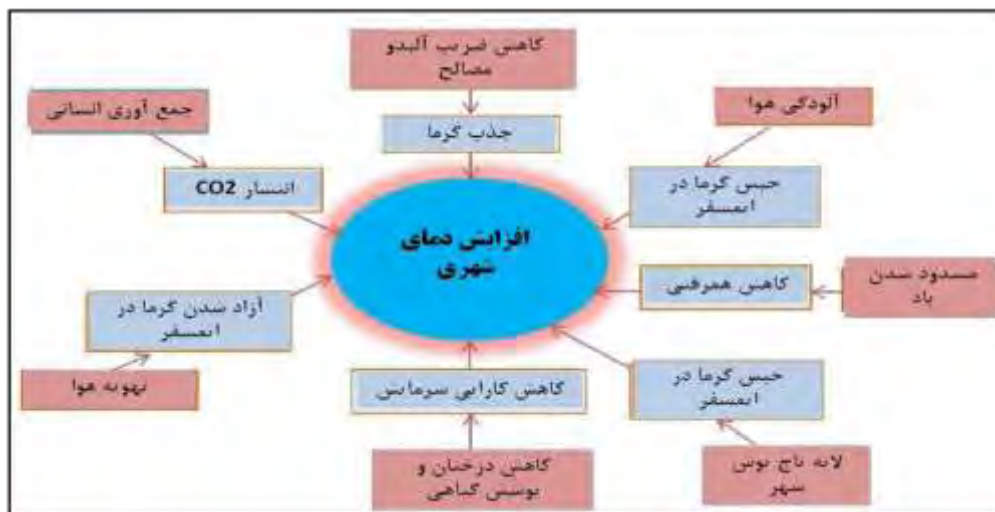 کاهش ضریب آلبدو
مصالح
جمع آوری انسانی
آلودگی هوا
جذب گرما
انتشار CO2
حبس گرما در
اتمسفر
افزایش دمای
شهری
مسدود شدن
باد
کاهش همرفتی
آزاد شدن گرما در
اتمسفر
تهویه هوا
کاهش کارایی سرمایش
حبس گرما در
اتمسفر
کاهش درختان و
پوشش گیاهی
لایه تاج پوش
شهر